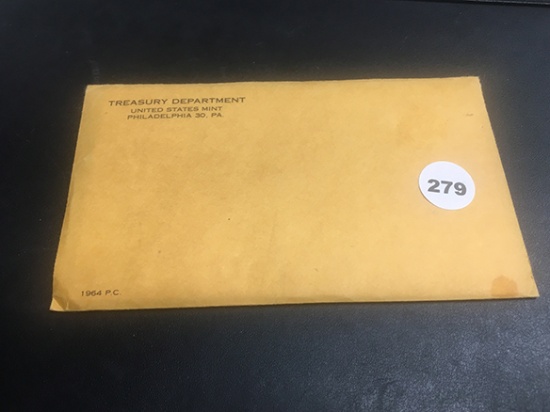 TREASURY DEPARTMENT
UNITED STATES MINT
PHILADELPHIA 30, PA.
279
1964 P.C.